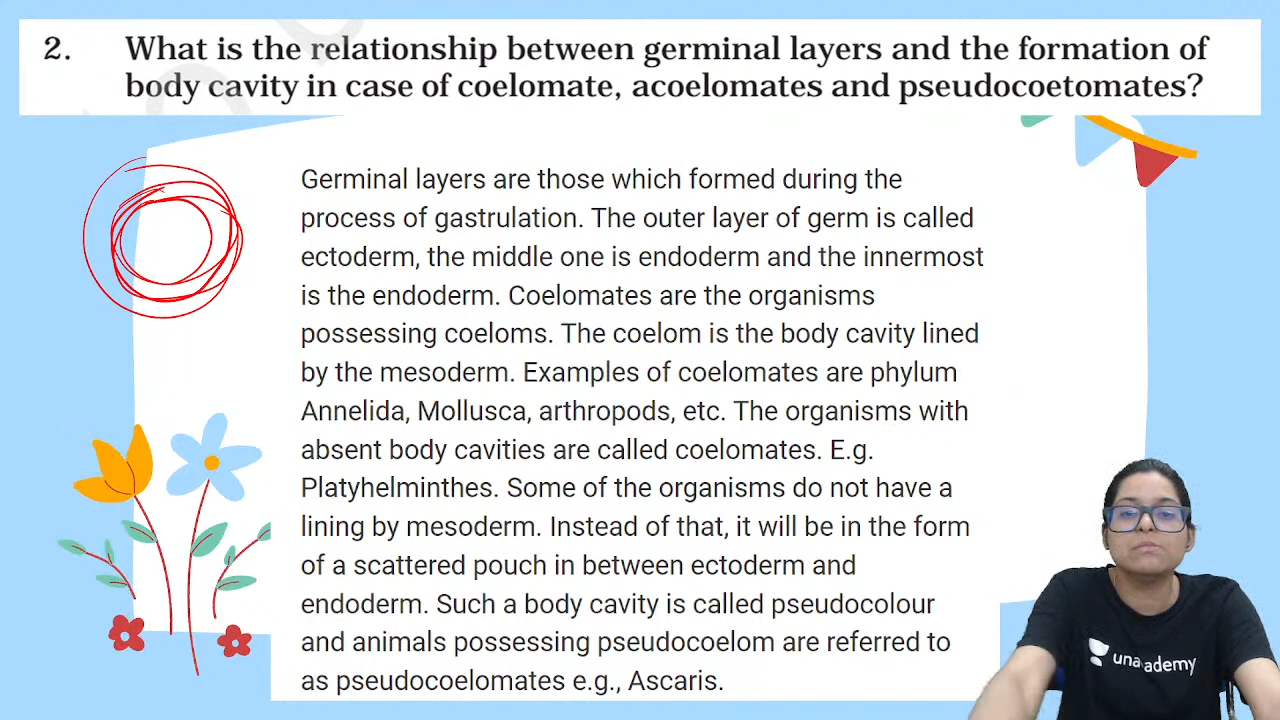 2. What is the relationship between germinal layers and the formation of
body cavity in case of coelomate, acoelomates and pseudocoetomates?
Germinal layers are those which formed during the
process of gastrulation. The outer layer of germ is called
ectoderm, the middle one is endoderm and the innermost
is the endoderm. Coelomates are the organisms
possessing coeloms. The coelom is the body cavity lined
by the mesoderm. Examples of coelomates are phylum
Annelida, Mollusca, arthropods, etc. The organisms with
absent body cavities are called coelomates. E.g.
Platyhelminthes. Some of the organisms do not have a
lining by mesoderm. Instead of that, it will be in the form
of a scattered pouch in between ectoderm and
endoderm. Such a body cavity is called pseudocolour
and animals possessing pseudocoelom are referred to
as pseudocoelomates e.g., Ascaris.
unacademy